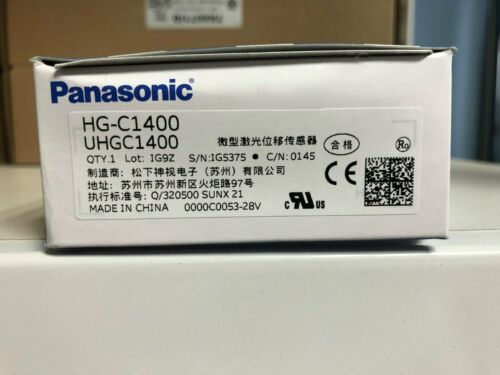 Panasonic
HG-C1400
UHGC1400 微型激光位移传感器 合格
QTY.1 Lot: IG9Z S/N:IG5375 • C/N:0145
制造商: 松下神视电子（苏州）有限公司
地址: 苏州市苏州新区火炬路97号
执行标准号: Q/320500 SUNX 21
MADE IN CHINA 0000C0053-28V
CE
c RU US